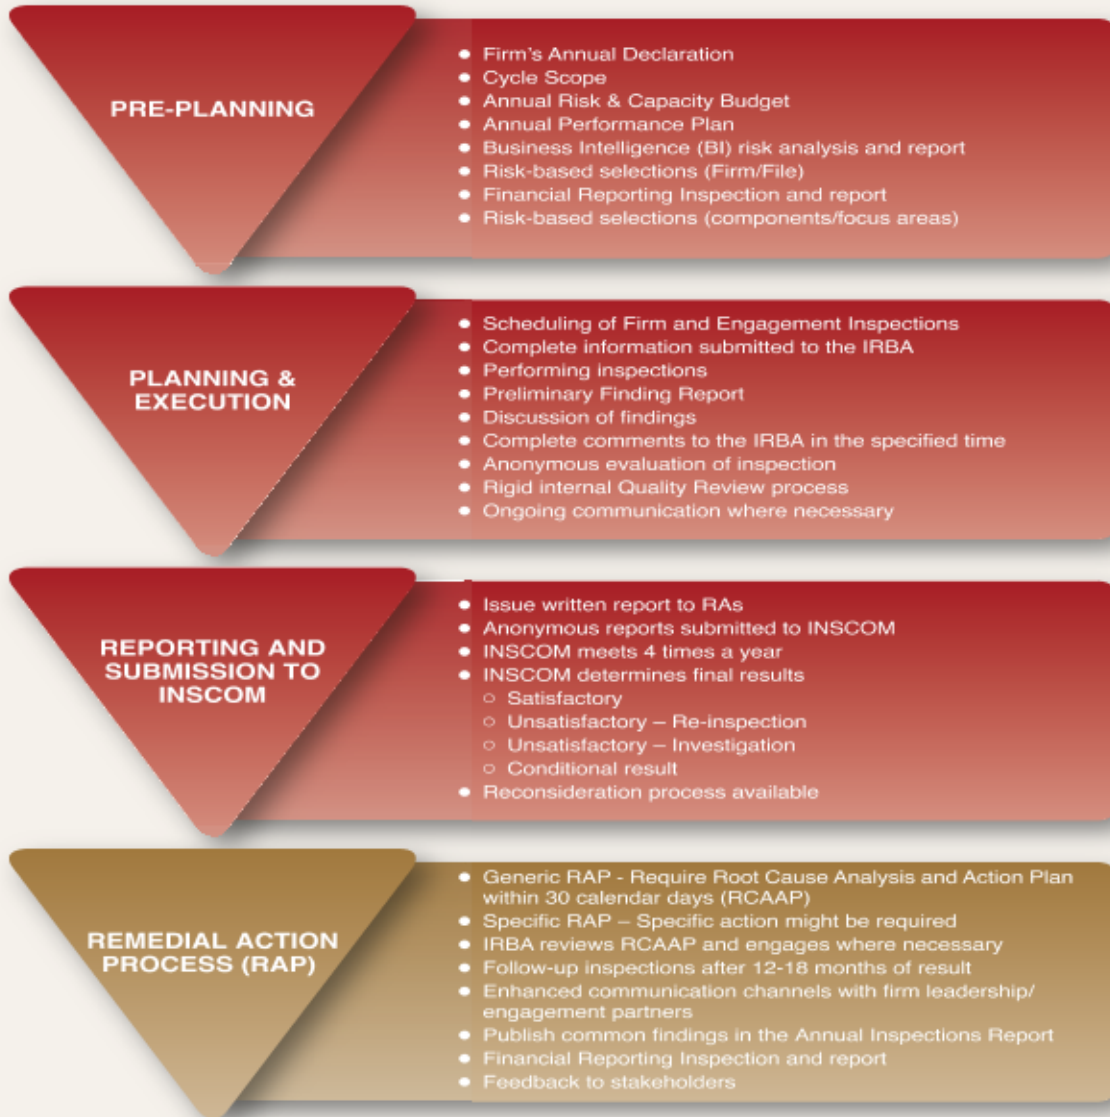 PRE-PLANNING
● Firm's Annual Declaration
● Cycle Scope
● Annual Risk & Capacity Budget
● Annual Performance Plan
● Business Intelligence (BI) risk analysis and report
● Risk-based selections (Firm/File)
● Financial Reporting Inspection and report
● Risk-based selections (components/focus areas)
PLANNING &
EXECUTION
● Scheduling of Firm and Engagement Inspections
● Complete information submitted to the IRBA
● Performing inspections
● Preliminary Finding Report
● Discussion of findings
● Complete comments to the IRBA in the specified time
● Anonymous evaluation of inspection
● Rigid internal Quality Review process
● Ongoing communication where necessary
REPORTING AND
SUBMISSION TO
INSCOM
● Issue written report to RAs
● Anonymous reports submitted to INSCOM
● INSCOM meets 4 times a year
● INSCOM determines final results
○ Satisfactory
○ Unsatisfactory – Re-inspection
○ Unsatisfactory – Investigation
○ Conditional result
● Reconsideration process available
REMEDIAL ACTION
PROCESS (RAP)
● Generic RAP - Require Root Cause Analysis and Action Plan
within 30 calendar days (RCAAP)
● Specific RAP – Specific action might be required
● IRBA reviews RCAAP and engages where necessary
● Follow-up inspections after 12-18 months of result
● Enhanced communication channels with firm leadership/
engagement partners
● Publish common findings in the Annual Inspections Report
● Financial Reporting Inspection and report
● Feedback to stakeholders